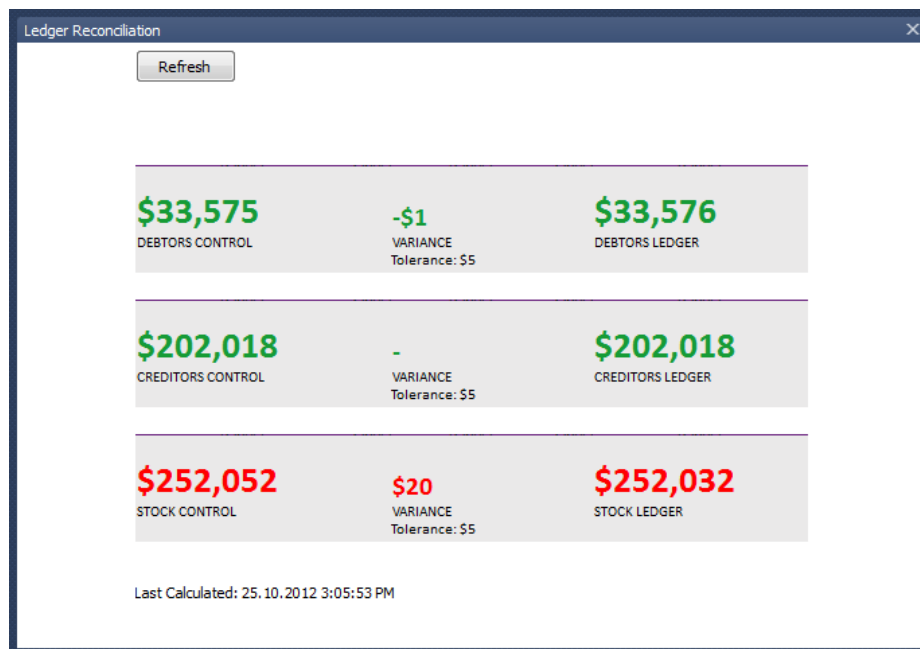 Ledger Reconciliation
Refresh
$33,575 -$1 $33,576
DEBTORS CONTROL VARIANCE DEBTORS LEDGER
Tolerance: $5
$202,018 - $202,018
CREDITORS CONTROL VARIANCE CREDITORS LEDGER
Tolerance: $5
$252,052 $20 $252,032
STOCK CONTROL VARIANCE STOCK LEDGER
Tolerance: $5
Last Calculated: 25.10.2012 3:05:53 PM